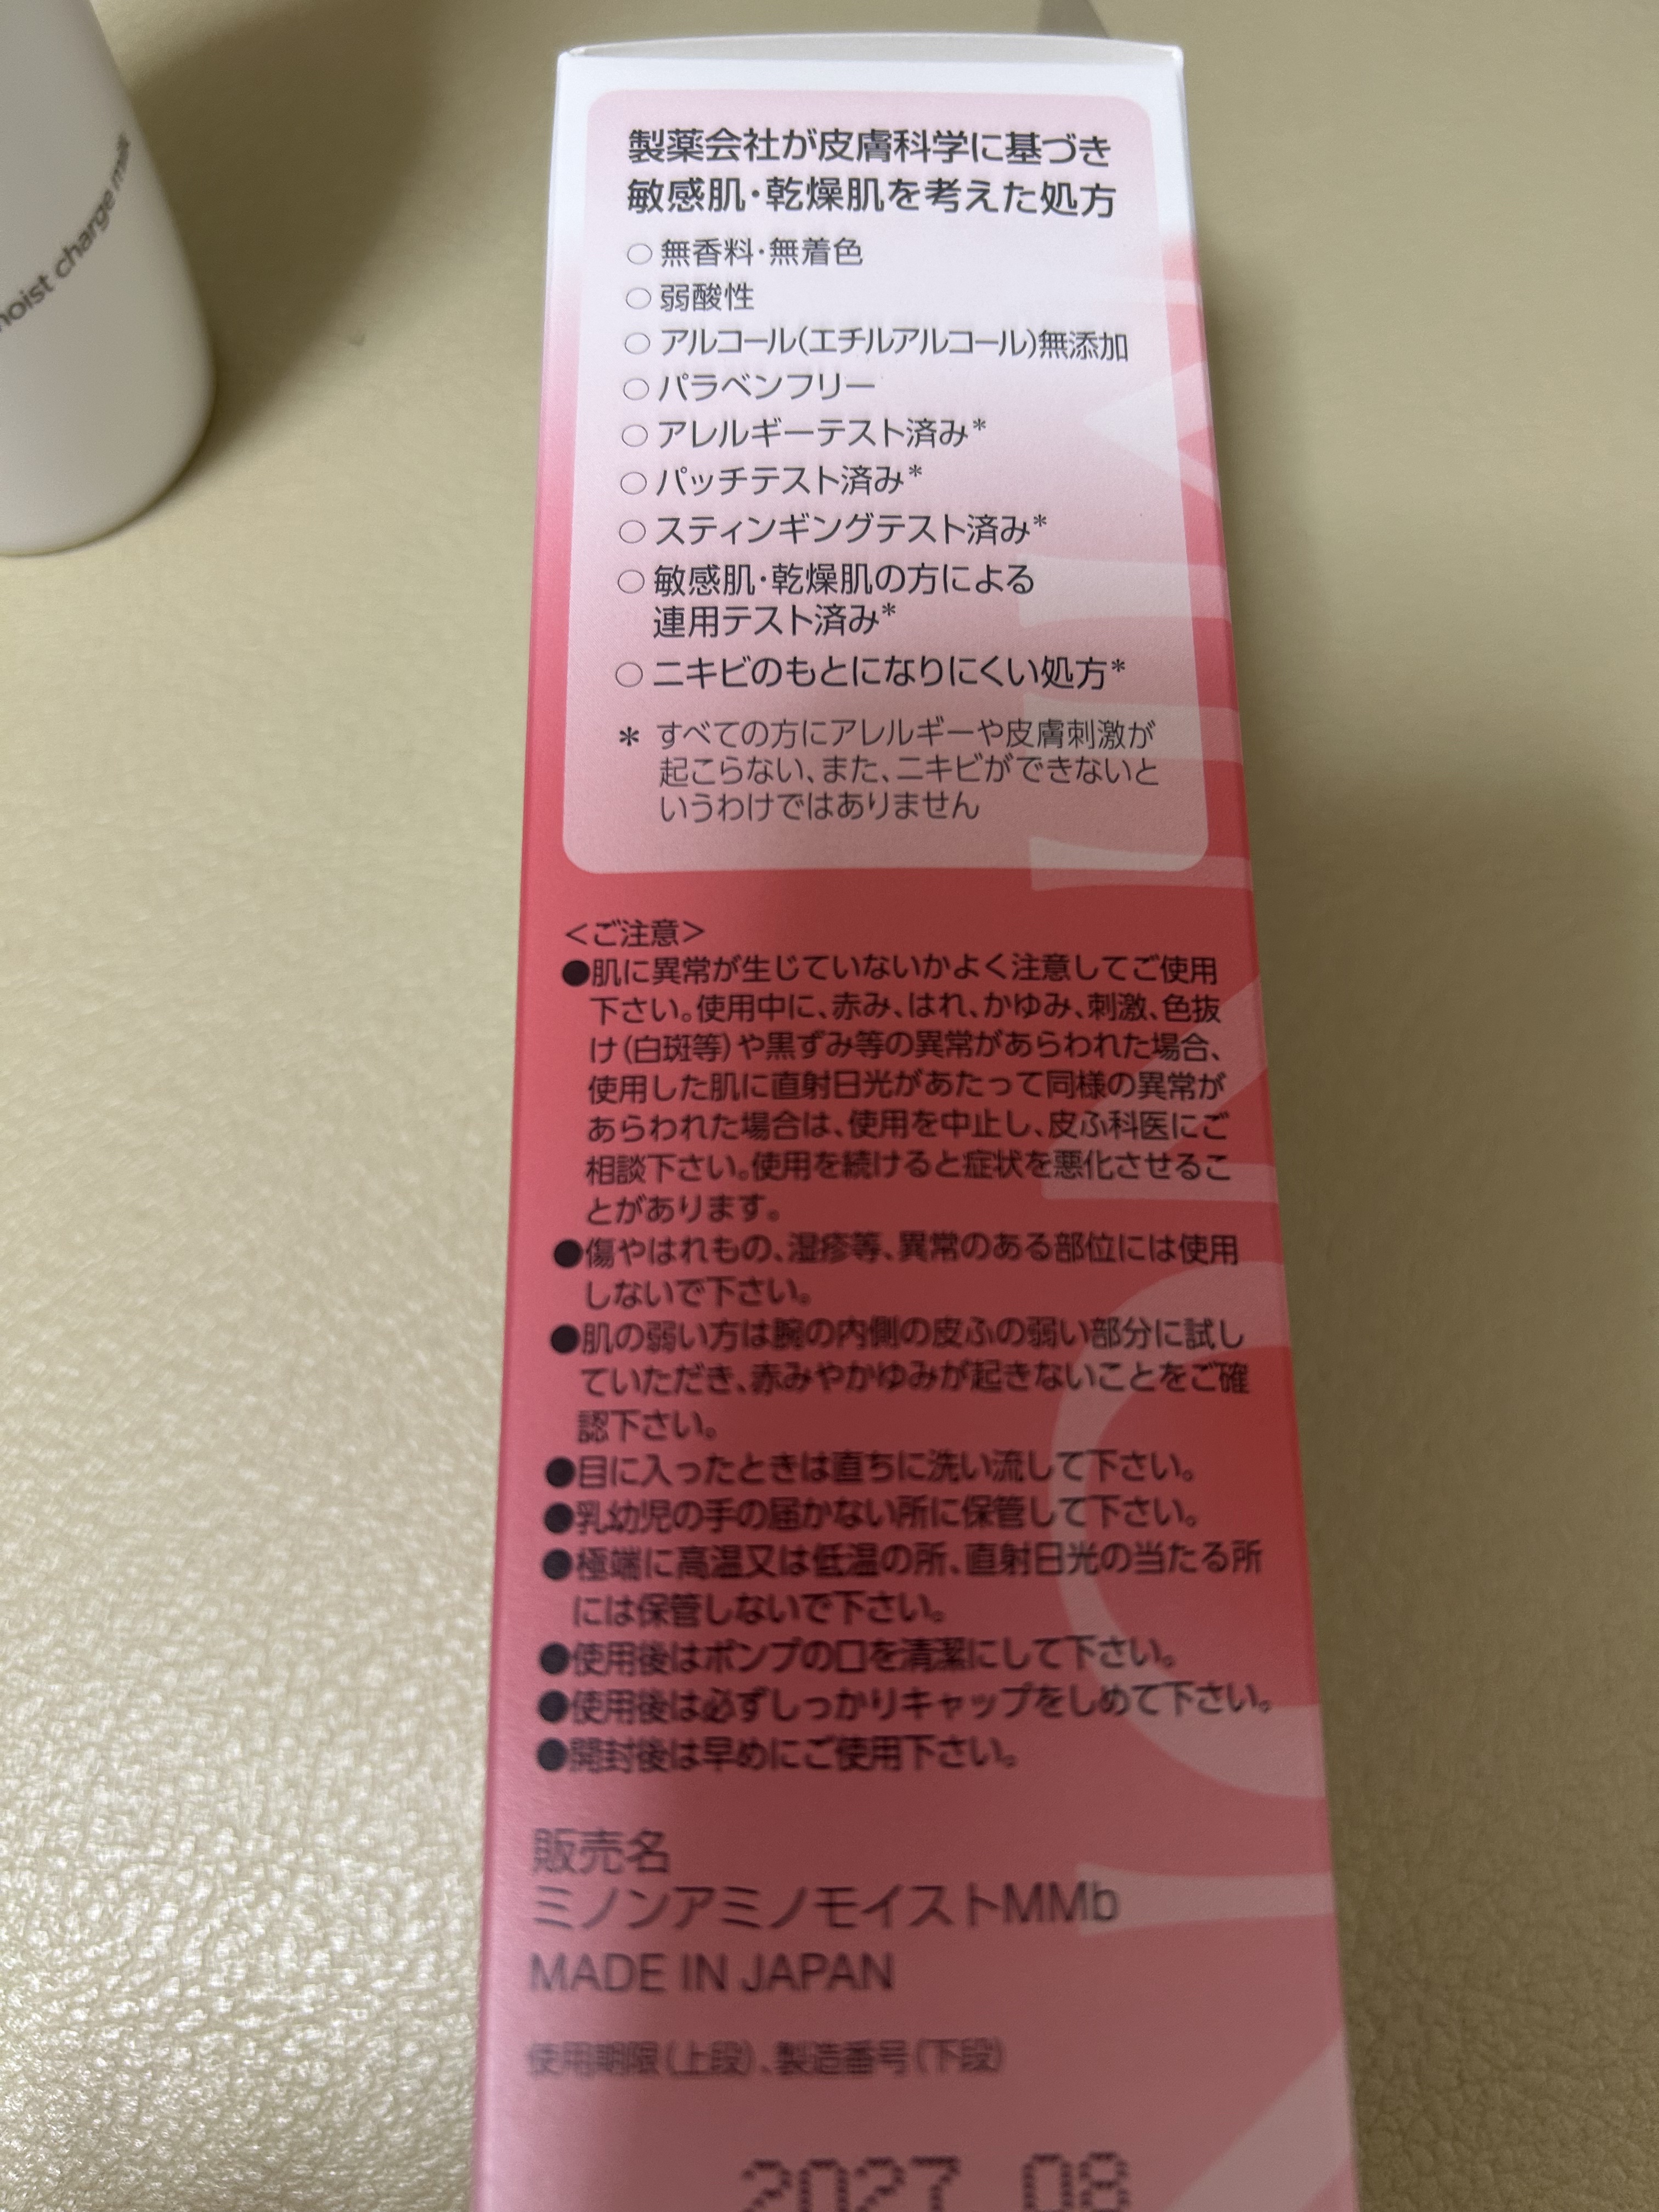 moist charge milk
製薬会社が皮膚科学に基づき
敏感肌・乾燥肌を考えた処方
○ 無香料・無着色
○ 弱酸性
○ アルコール(エチルアルコール)無添加
○ パラベンフリー
○ アレルギーテスト済み*
○ パッチテスト済み*
○ スティンギングテスト済み*
○ 敏感肌・乾燥肌の方による
連用テスト済み*
○ ニキビのもとになりにくい処方*
* すべての方にアレルギーや皮膚刺激が
起こらない、また、ニキビができないと
いうわけではありません
<ご注意>
●肌に異常が生じていないかよく注意してご使用
下さい。使用中に、赤み、はれ、かゆみ、刺激、色抜
け(白斑等)や黒ずみ等の異常があらわれた場合、
使用した肌に直射日光があたって同様の異常が
あらわれた場合は、使用を中止し、皮ふ科医にご
相談下さい。使用を続けると症状を悪化させるこ
とがあります。
●傷やはれもの、湿疹等、異常のある部位には使用
しないで下さい。
●肌の弱い方は腕の内側の皮ふの弱い部分に試し
ていただき、赤みやかゆみが起きないことをご確
認下さい。
●目に入ったときは直ちに洗い流して下さい。
●乳幼児の手の届かない所に保管して下さい。
●極端に高温又は低温の所、直射日光の当たる所
には保管しないで下さい。
●使用後はポンプの口を清潔にして下さい。
●使用後は必ずしっかりキャップをしめて下さい。
●開封後は早めにご使用下さい。
販売名
ミノンアミノモイストMMb
MADE IN JAPAN
使用期限(上段)、製造番号(下段)
2027 08